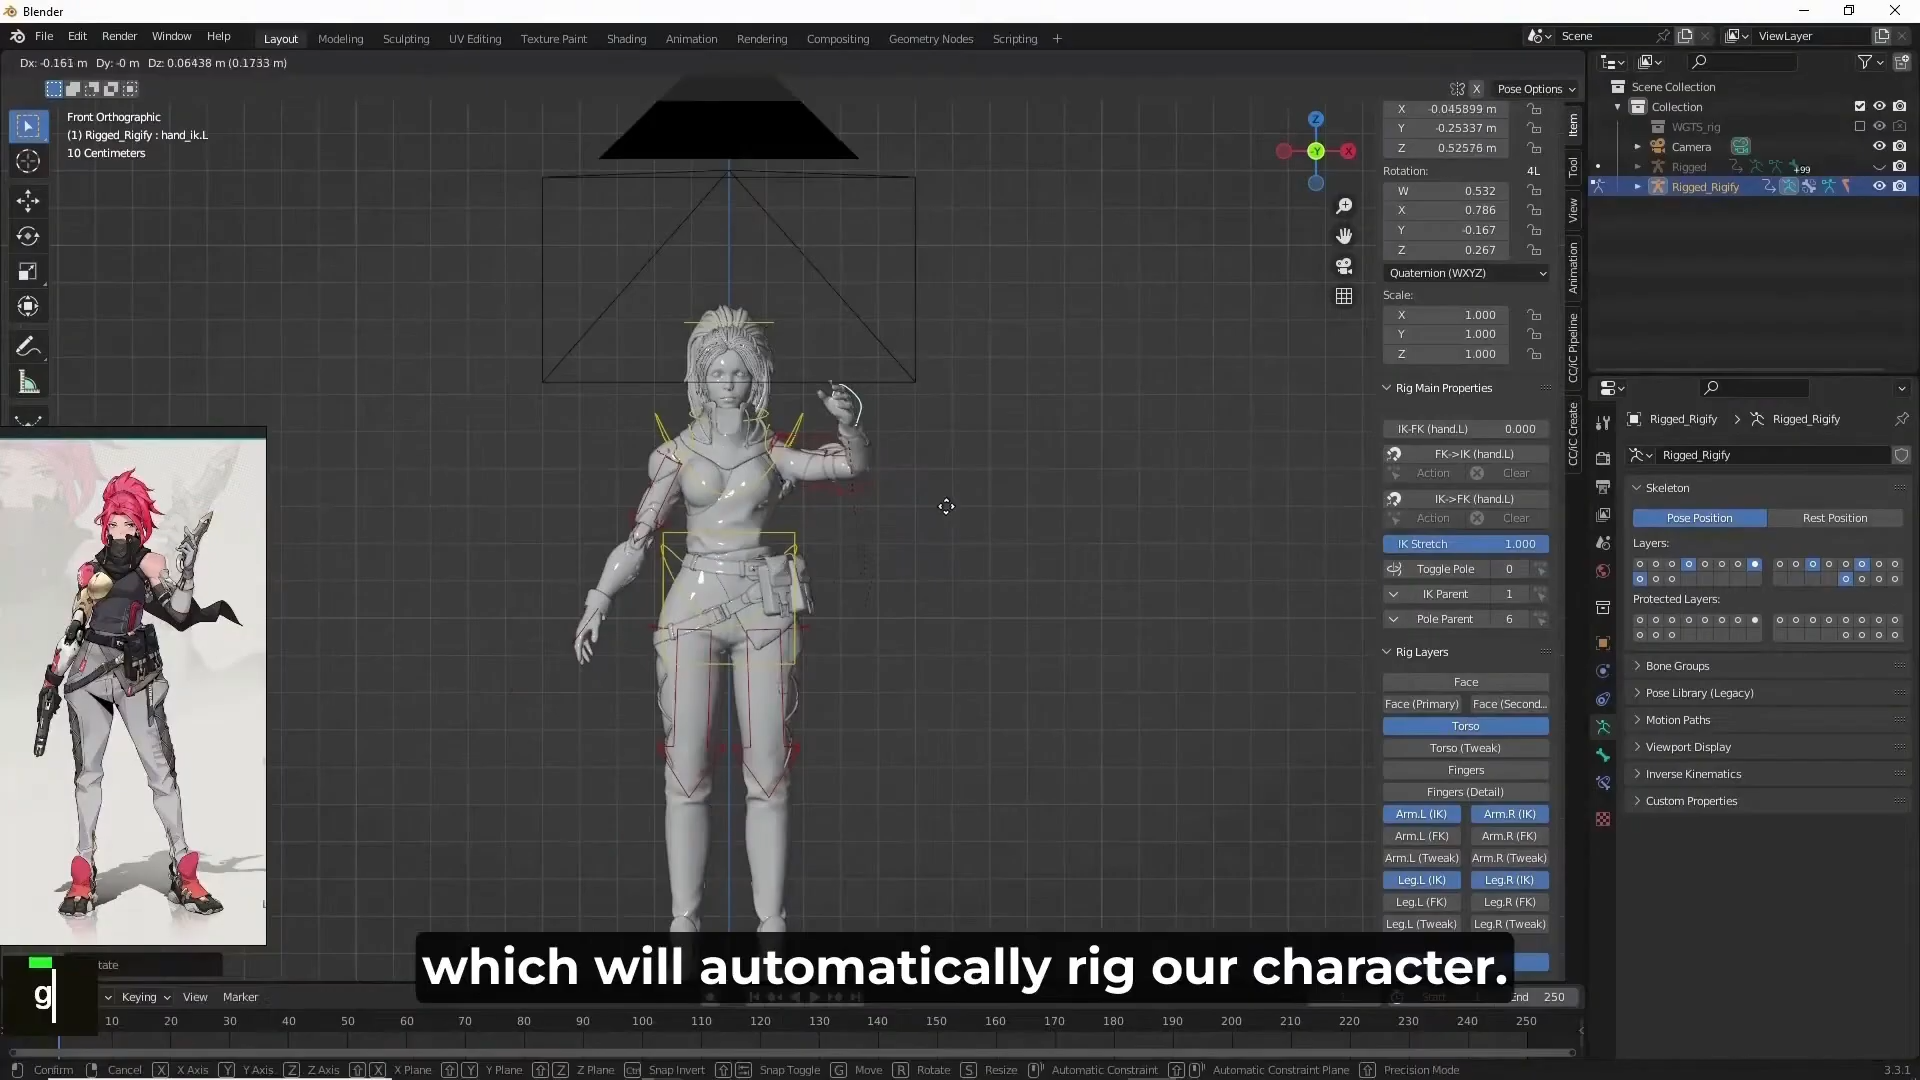 Blender
File Edit Render Window Help
Layout Modeling Sculpting UV Editing Texture Paint Shading Animation Rendering Compositing Geometry Nodes Scripting +
Scene
ViewLayer
Dx: -0.161 m Dy: -0 m Dz: 0.06438 m (0.1733 m)
X Pose Options
Front Orthographic
(1) Rigged_Rigify : hand_ik.L
10 Centimeters
Z
-Y
X
X -0.045899 m
Y -0.25337 m
Z 0.52576 m
Rotation: 4L
W 0.532
X 0.786
Y -0.167
Z 0.267
Quaternion (WXYZ)
Scale:
X 1.000
Y 1.000
Z 1.000
Rig Main Properties
IK-FK (hand.L) 0.000
FK->IK (hand.L)
Action Clear
IK->FK (hand.L)
Action Clear
IK Stretch 1.000
Toggle Pole 0
IK Parent 1
Pole Parent 6
Rig Layers
Face
Face (Primary) Face (Second...
Torso
Torso (Tweak)
Fingers
Fingers (Detail)
Arm.L (IK) Arm.R (IK)
Arm.L (FK) Arm.R (FK)
Arm.L (Tweak) Arm.R (Tweak)
Leg.L (IK) Leg.R (IK)
Leg.L (FK) Leg.R (FK)
Leg.L (Tweak) Leg.R (Tweak)
Item
Tool
View
Animation
CC/iC Pipeline
CC/iC Create
Scene Collection
Collection
WGTS_rig
Camera
Rigged +99
Rigged_Rigify
Rigged_Rigify > Rigged_Rigify
Rigged_Rigify
Skeleton
Pose Position Rest Position
Layers:
Protected Layers:
Bone Groups
Pose Library (Legacy)
Motion Paths
Viewport Display
Inverse Kinematics
Custom Properties
tate
g
which will automatically rig our character.
Keying View Marker
Start 1 End 250
10 20 30 40 50 60 70 80 90 100 110 120 130 140 150 160 170 180 190 200 210 220 230 240 250
Confirm Cancel X X Axis Y Y Axis Z Z Axis X X Plane Y Y Plane Z Z Plane Ctrl Snap Invert Snap Toggle G Move R Rotate S Resize Automatic Constraint Automatic Constraint Plane Precision Mode
3.3.1